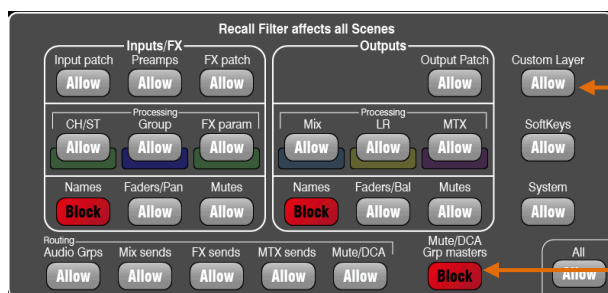 Recall Filter affects all Scenes
Inputs/FX Outputs
Input patch Preamps FX patch Output Patch Custom Layer
Allow Allow Allow Allow Allow
Processing Processing
CH/ST Group FX param Mix LR MTX SoftKeys
Allow Allow Allow Allow Allow Allow Allow
Names Faders/Pan Mutes Names Faders/Bal Mutes System
Block Allow Allow Block Allow Allow Allow
Routing Mute/DCA
Audio Grps Mix sends FX sends MTX sends Mute/DCA Grp masters All
Allow Allow Allow Allow Allow Block Allow